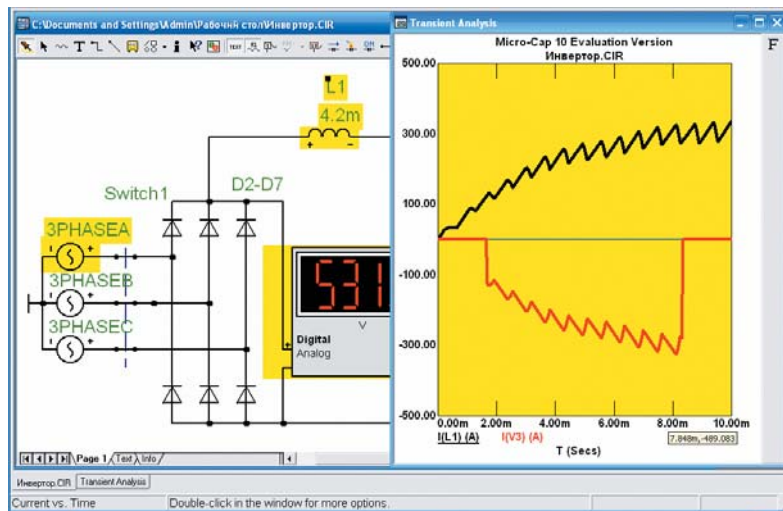 C:\Documents and Settings\Admin\Рабочий стол\Инвертор.CIR
TEXT
L1
4.2m
Switch1
D2-D7
3PHASEA
3PHASEB
3PHASEC
531
V
Digital
Analog
Page 1
Text
Info
Transient Analysis
Micro-Cap 10 Evaluation Version
Инвертор.CIR
500.00
300.00
100.00
-100.00
-300.00
-500.00
0.00m 2.00m 4.00m 6.00m 8.00m 10.00m
I(L1) (A) I(V3) (A)
7.848m,-489.083
T (Secs)
F
Инвертор.CIR Transient Analysis
Current vs. Time Double-click in the window for more options.